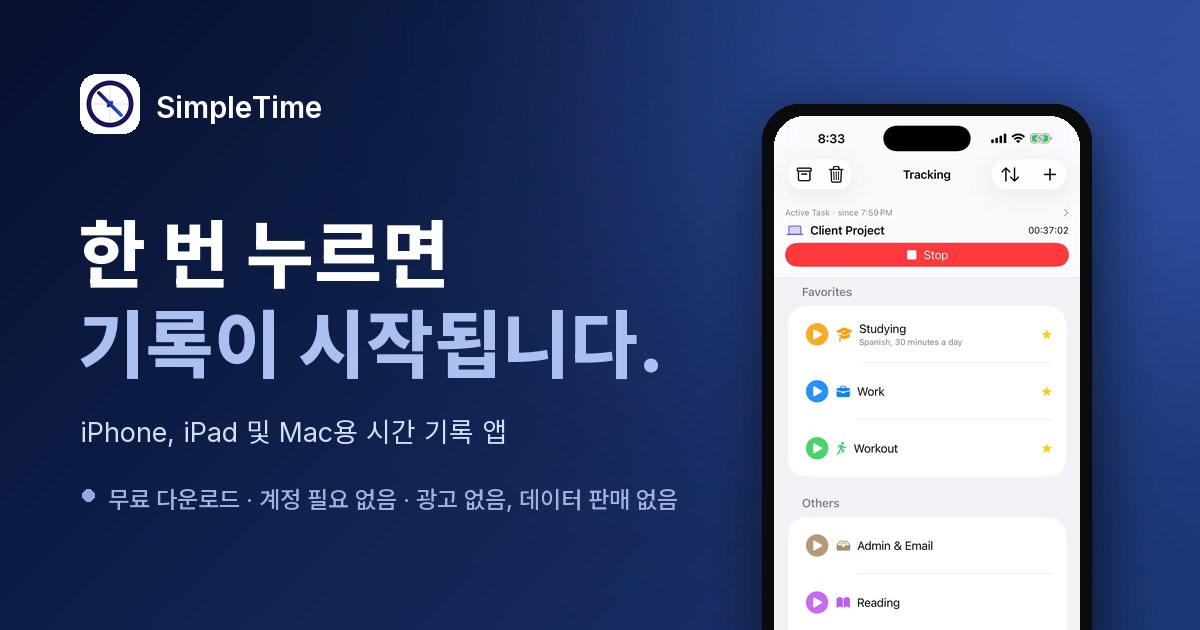 SimpleTime
한 번 누르면
기록이 시작됩니다.
iPhone, iPad 및 Mac용 시간 기록 앱
무료 다운로드 · 계정 필요 없음 · 광고 없음, 데이터 판매 없음
8:33
Tracking
Active Task · since 7:59 PM
Client Project 00:37:02
Stop
Favorites
Studying
Spanish, 30 minutes a day
Work
Workout
Others
Admin & Email
Reading